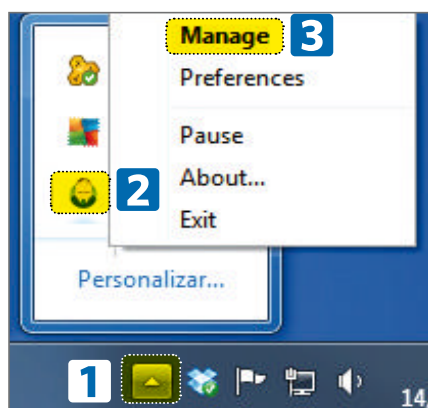 Manage 3
Preferences
Pause
2 About...
Exit
Personalizar...
1
14